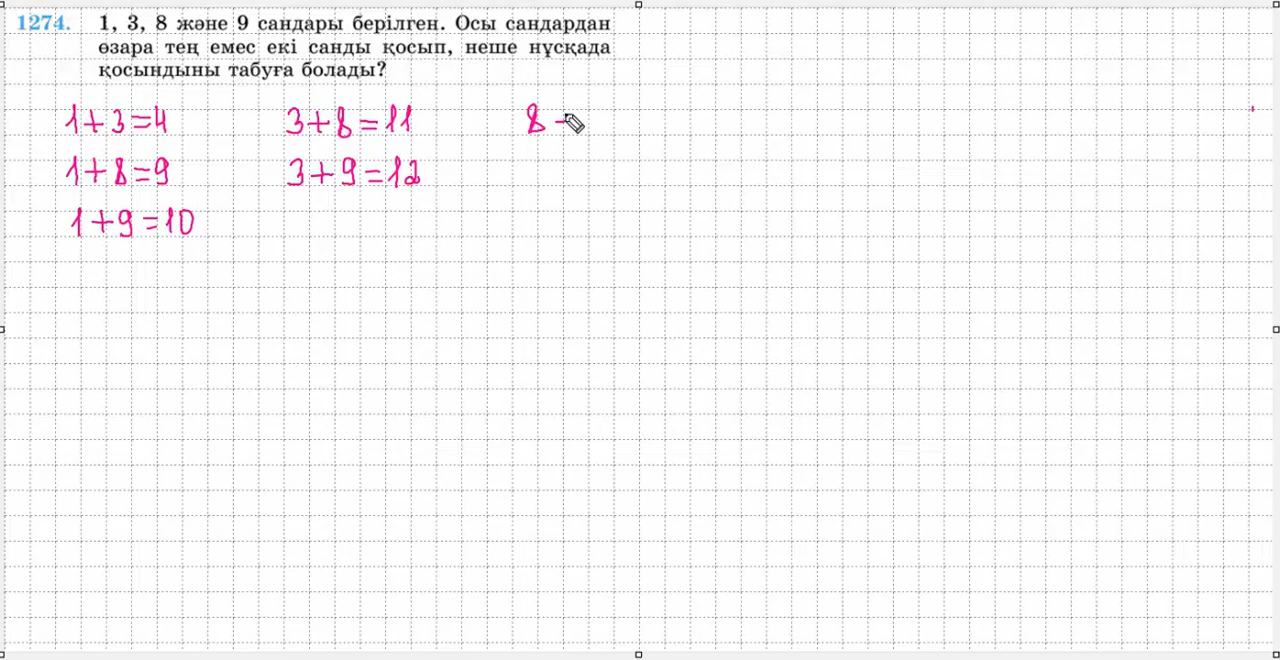 1274. 1, 3, 8 және 9 сандары берілген. Осы сандардан
өзара тең емес екі санды қосып, неше нұсқада
қосындыны табуға болады?
1+3=4
1+8=9
1+9=10
3+8=11
3+9=12
8 -